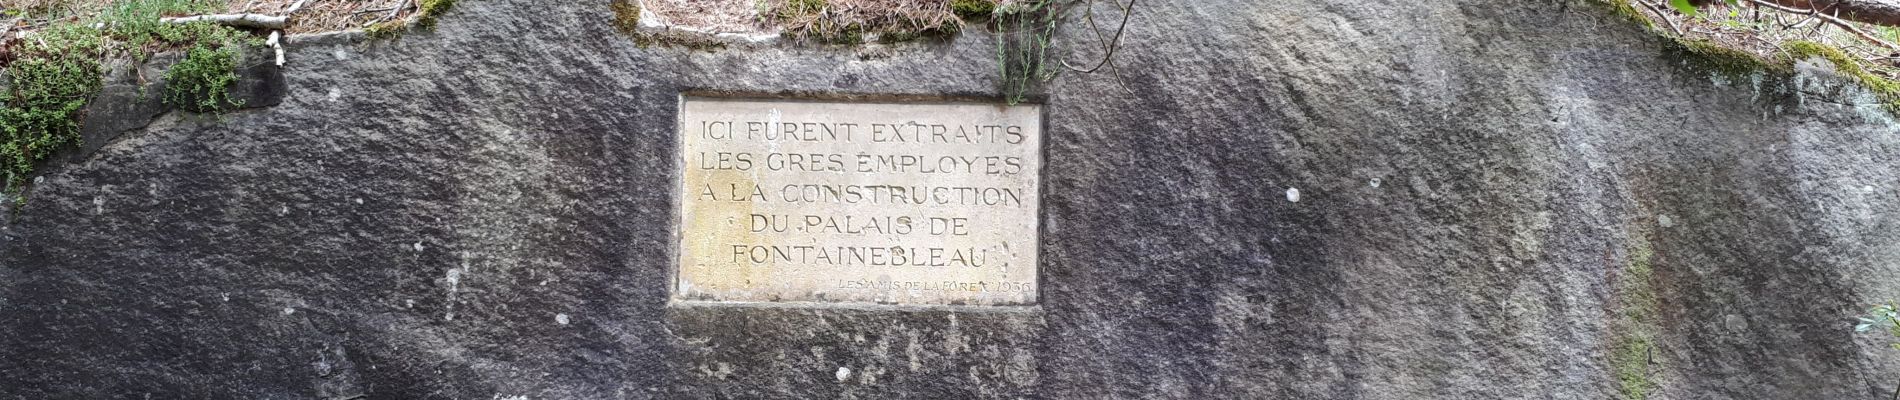 ICI FURENT EXTRAITS
LES GRES EMPLOYES
A LA CONSTRUCTION
DU PALAIS DE
FONTAINEBLEAU
LES AMIS DE LA FORET 1936